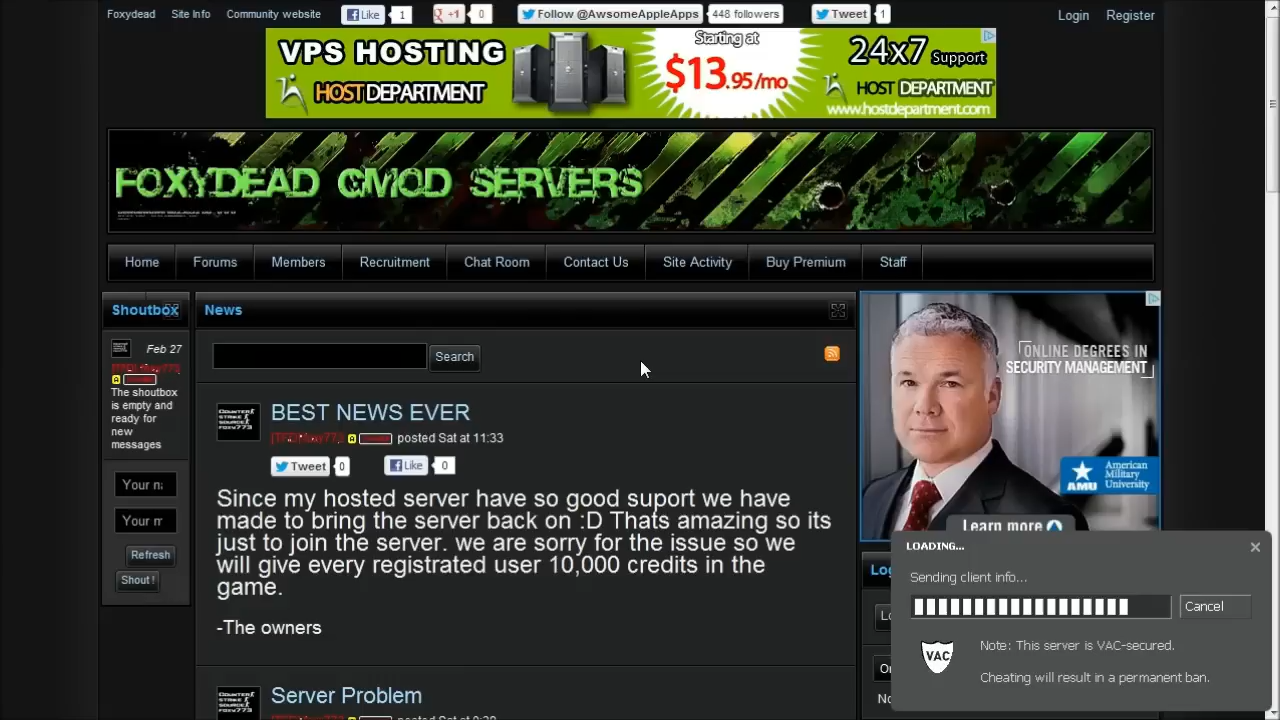 Foxydead Site Info Community website Like 1 +1 0 Follow @AwsomeAppleApps 448 followers Tweet 1 Login Register
VPS HOSTING
HOSTDEPARTMENT
Starting at
$13.95/mo
24x7 Support
HOST DEPARTMENT
www.hostdepartment.com
FOXYDEAD GMOD SERVERS
Home Forums Members Recruitment Chat Room Contact Us Site Activity Buy Premium Staff
Shoutbox
Feb 27
The shoutbox
is empty and
ready for
new
messages
Your n
Your m
Refresh
Shout !
News
Search
BEST NEWS EVER
posted Sat at 11:33
Tweet 0 Like 0
Since my hosted server have so good suport we have
made to bring the server back on :D Thats amazing so its
just to join the server. we are sorry for the issue so we
will give every registrated user 10,000 credits in the
game.
-The owners
Server Problem
ONLINE DEGREES IN
SECURITY MANAGEMENT
AMU
American
Military
University
Learn more
LOADING...
Sending client info...
Cancel
VAC
Note: This server is VAC-secured.
Cheating will result in a permanent ban.